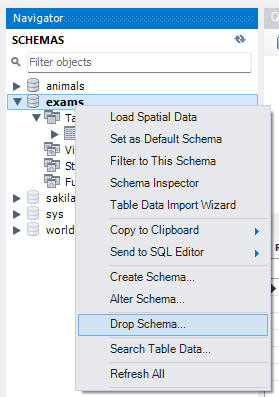 Navigator
SCHEMAS
Filter objects
animals
exams
Ta
Vi
St
Fu
sakila
sys
world
Load Spatial Data
Set as Default Schema
Filter to This Schema
Schema Inspector
Table Data Import Wizard
Copy to Clipboard
Send to SQL Editor
Create Schema...
Alter Schema...
Drop Schema...
Search Table Data...
Refresh All